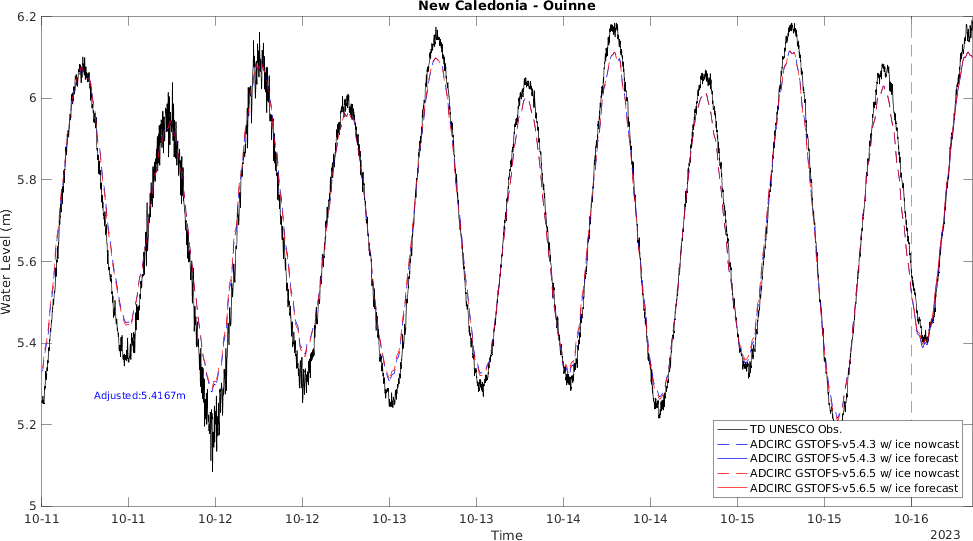 New Caledonia - Ouinne
6.2
6
5.8
5.6
5.4
5.2
5
Water Level (m)
Adjusted:5.4167m
TD UNESCO Obs.
ADCIRC GSTOFS-v5.4.3 w/ ice nowcast
ADCIRC GSTOFS-v5.4.3 w/ ice forecast
ADCIRC GSTOFS-v5.6.5 w/ ice nowcast
ADCIRC GSTOFS-v5.6.5 w/ ice forecast
10-11 10-11 10-12 10-12 10-13 10-13 10-14 10-14 10-15 10-15 10-16
Time
2023